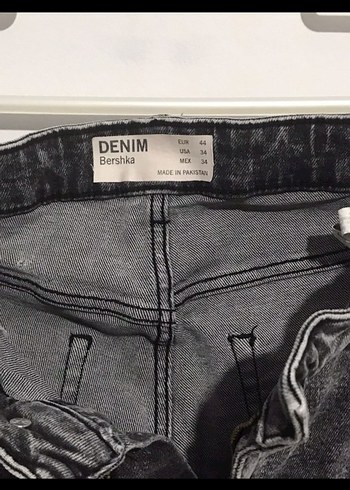 DENIM
Bershka
EUR 44
USA 34
MEX 34
MADE IN PAKISTAN